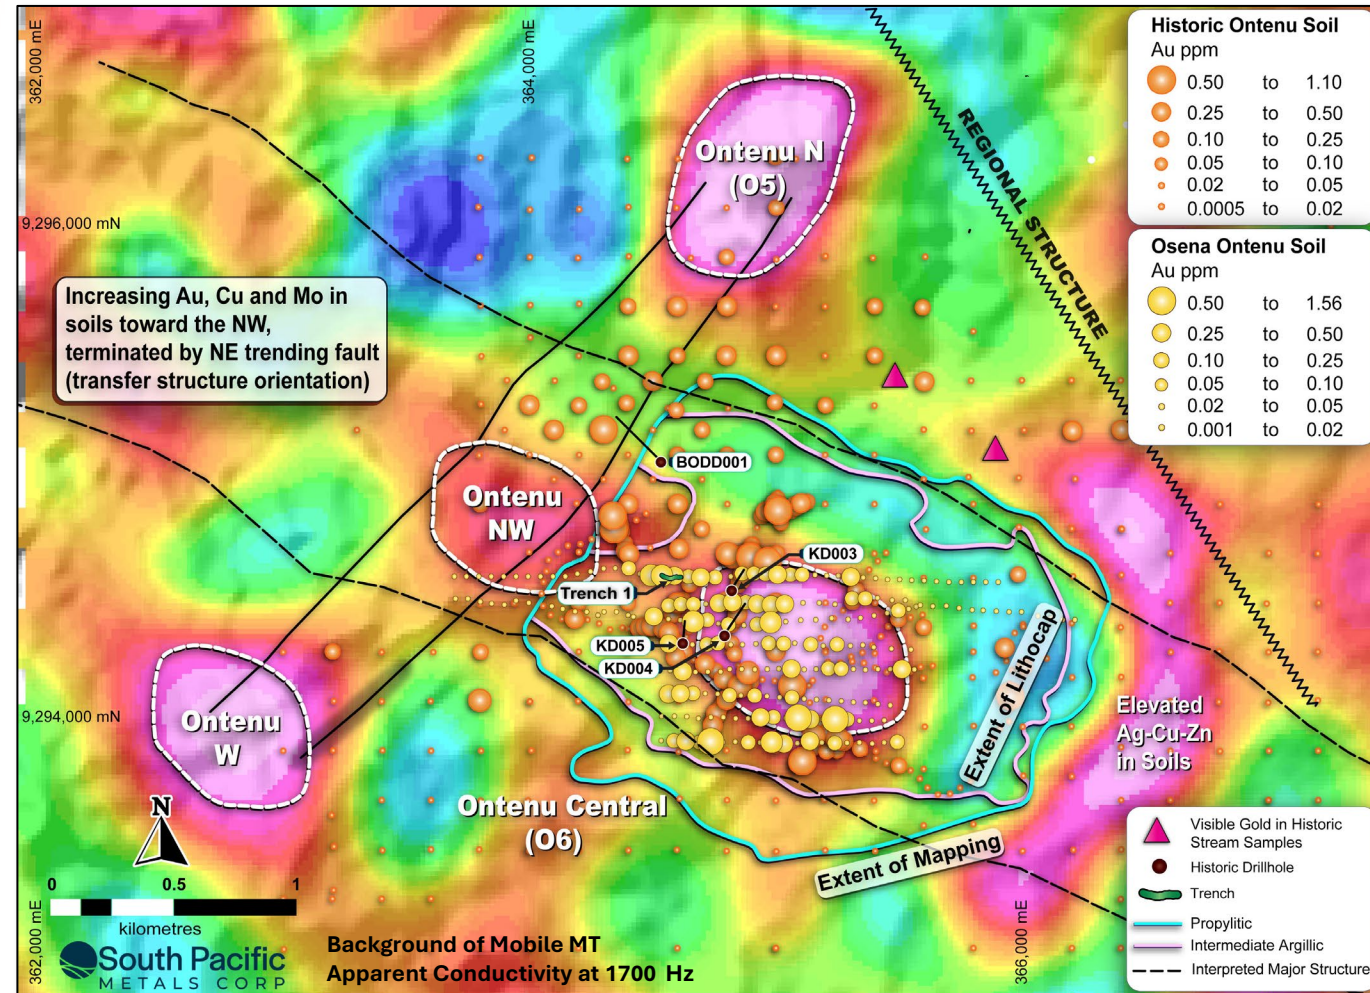 362,000 mE
364,000 mE
9,296,000 mN
9,294,000 mN
362,000 mE
366,000 mE
Ontenu N
(O5)
REGIONAL STRUCTURE
Increasing Au, Cu and Mo in
soils toward the NW,
terminated by NE trending fault
(transfer structure orientation)
Ontenu
NW
BODD001
KD003
Trench 1
KD005
KD004
Ontenu
W
Ontenu Central
(O6)
Extent of Lithocap
Extent of Mapping
Elevated
Ag-Cu-Zn
in Soils
N
0 0.5 1
kilometres
South Pacific
METALS CORP
Background of Mobile MT
Apparent Conductivity at 1700 Hz
Historic Ontenu Soil
Au ppm
0.50 to 1.10
0.25 to 0.50
0.10 to 0.25
0.05 to 0.10
0.02 to 0.05
0.0005 to 0.02
Osena Ontenu Soil
Au ppm
0.50 to 1.56
0.25 to 0.50
0.10 to 0.25
0.05 to 0.10
0.02 to 0.05
0.001 to 0.02
Visible Gold in Historic
Stream Samples
Historic Drillhole
Trench
Propylitic
Intermediate Argillic
Interpreted Major Structure